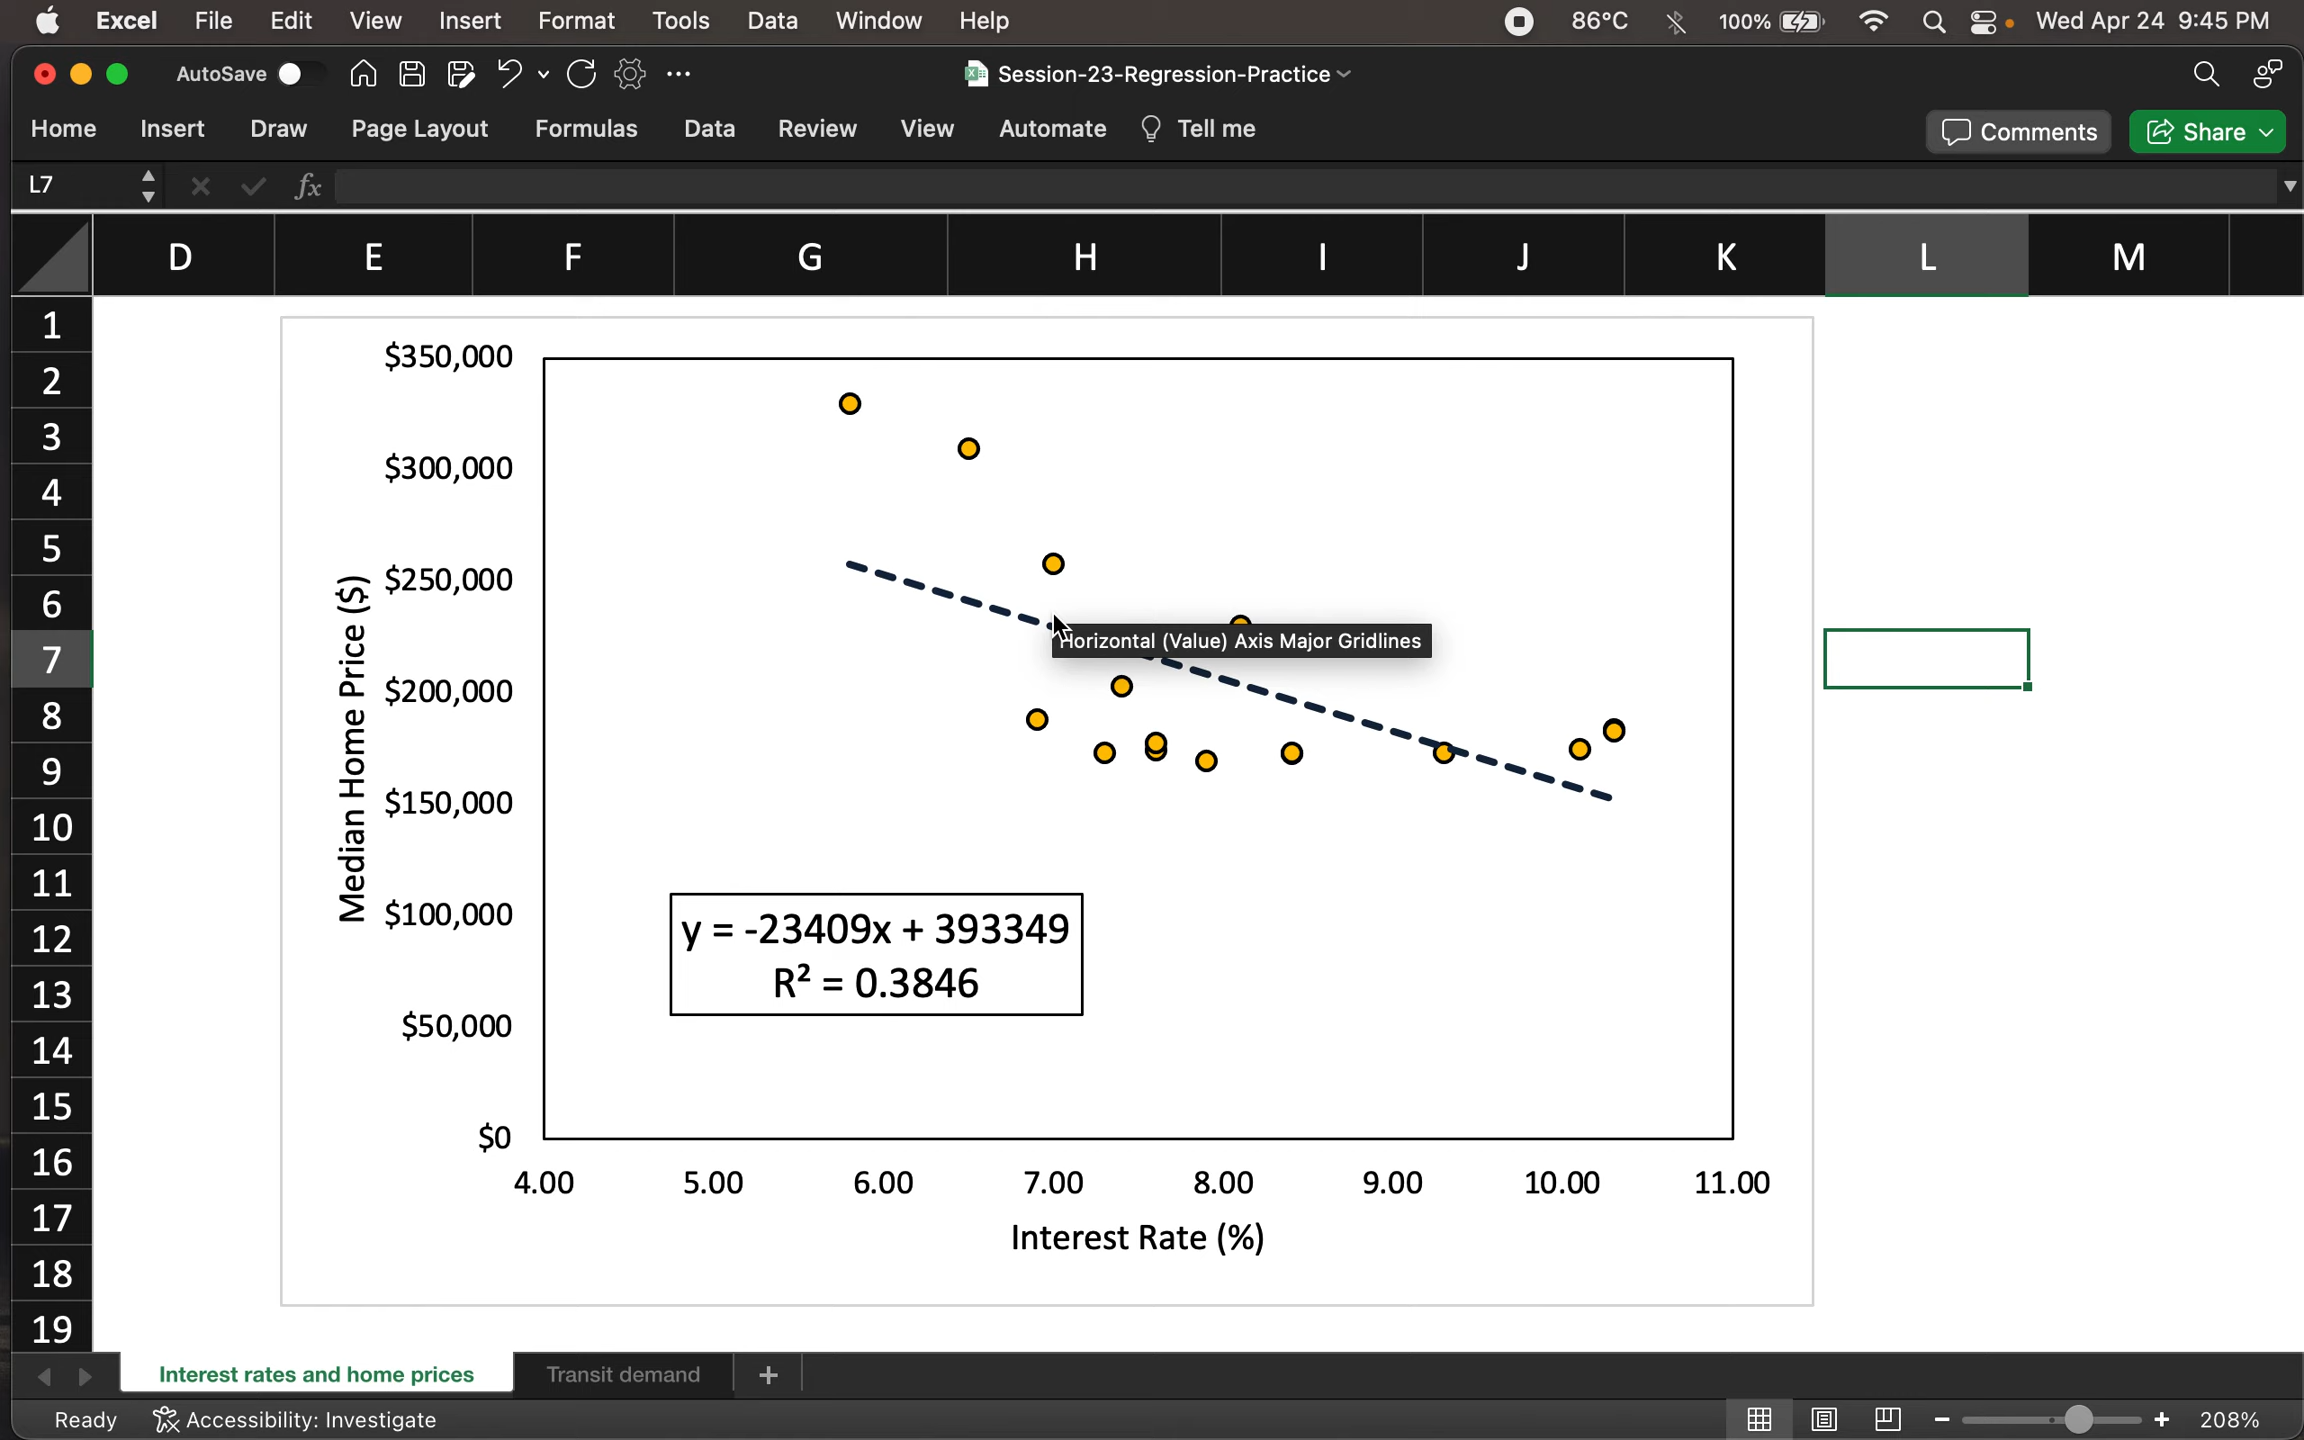 Excel File Edit View Insert Format Tools Data Window Help 86°C 100% Wed Apr 24 9:45 PM
AutoSave Session-23-Regression-Practice
Home Insert Draw Page Layout Formulas Data Review View Automate Tell me Comments Share
L7 fx
D E F G H I J K L M
1
2
3
4
5
6
7
8
9
10
11
12
13
14
15
16
17
18
19
Median Home Price ($)
$350,000
$300,000
$250,000
$200,000
$150,000
$100,000
$50,000
$0
Horizontal (Value) Axis Major Gridlines
y = -23409x + 393349
R² = 0.3846
4.00 5.00 6.00 7.00 8.00 9.00 10.00 11.00
Interest Rate (%)
Interest rates and home prices Transit demand +
Ready Accessibility: Investigate 208%